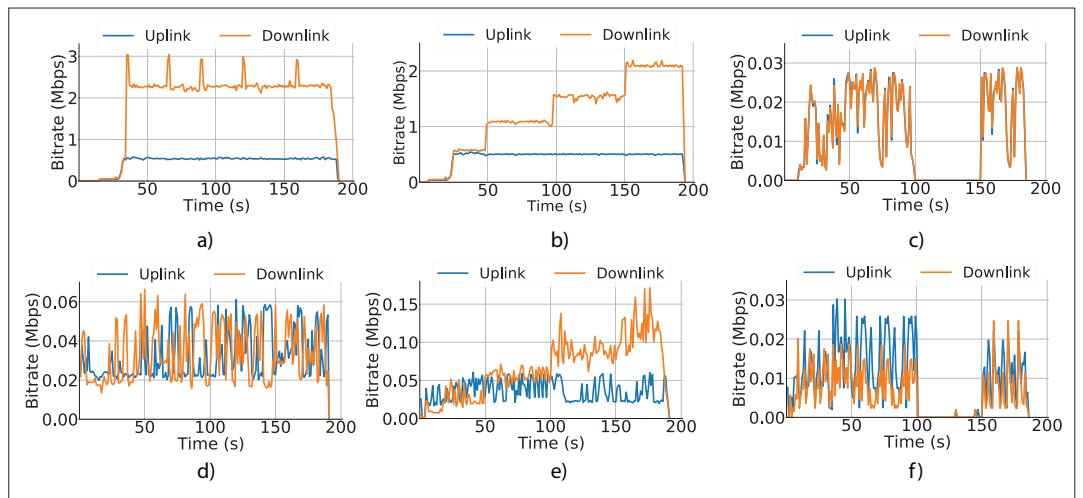 Uplink Downlink
Bitrate (Mbps)
3
2
1
0
50 100 150 200
Time (s)
a)
Uplink Downlink
Bitrate (Mbps)
2
1
0
50 100 150 200
Time (s)
b)
Uplink Downlink
Bitrate (Mbps)
0.03
0.02
0.01
0.00
50 100 150 200
Time (s)
c)
Uplink Downlink
Bitrate (Mbps)
0.06
0.04
0.02
0.00
50 100 150 200
Time (s)
d)
Uplink Downlink
Bitrate (Mbps)
0.15
0.10
0.05
0.00
50 100 150 200
Time (s)
e)
Uplink Downlink
Bitrate (Mbps)
0.03
0.02
0.01
0.00
50 100 150 200
Time (s)
f)